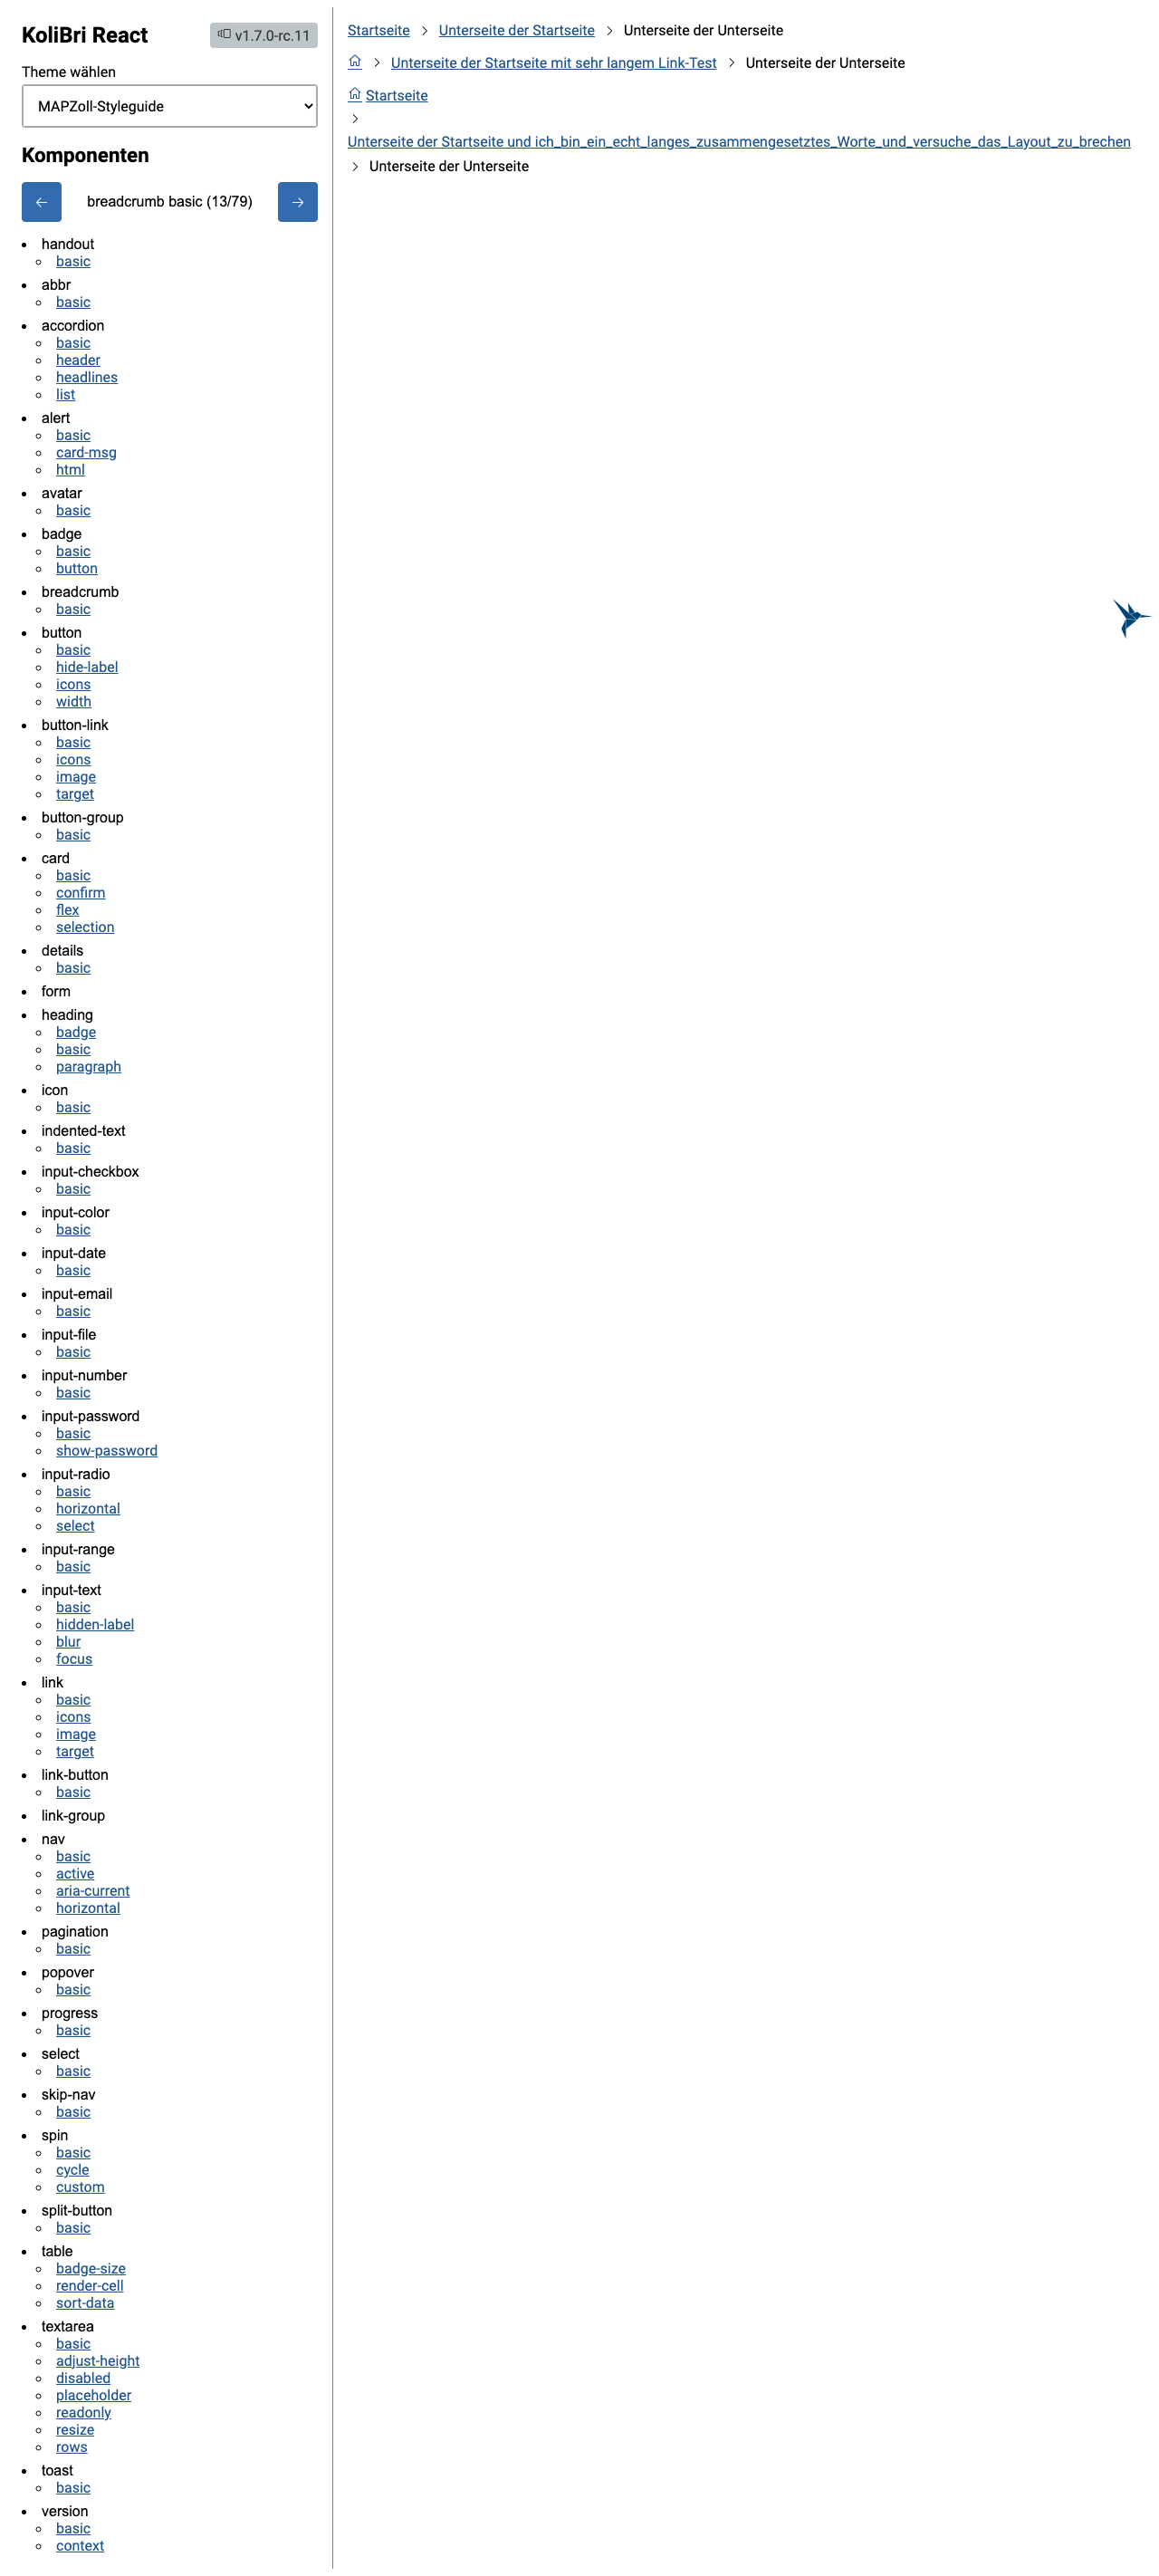 KoliBri React
v1.7.0-rc.11
Theme wählen
MAPZoll-Styleguide
Komponenten
breadcrumb basic (13/79)
handout
basic
abbr
basic
accordion
basic
header
headlines
list
alert
basic
card-msg
html
avatar
basic
badge
basic
button
breadcrumb
basic
button
basic
hide-label
icons
width
button-link
basic
icons
image
target
button-group
basic
card
basic
confirm
flex
selection
details
basic
form
heading
badge
basic
paragraph
icon
basic
indented-text
basic
input-checkbox
basic
input-color
basic
input-date
basic
input-email
basic
input-file
basic
input-number
basic
input-password
basic
show-password
input-radio
basic
horizontal
select
input-range
basic
input-text
basic
hidden-label
blur
focus
link
basic
icons
image
target
link-button
basic
link-group
nav
basic
active
aria-current
horizontal
pagination
basic
popover
basic
progress
basic
select
basic
skip-nav
basic
spin
basic
cycle
custom
split-button
basic
table
badge-size
render-cell
sort-data
textarea
basic
adjust-height
disabled
placeholder
readonly
resize
rows
toast
basic
version
basic
context
Startseite Unterseite der Startseite Unterseite der Unterseite
Unterseite der Startseite mit sehr langem Link-Test Unterseite der Unterseite
Startseite
Unterseite der Startseite und ich_bin_ein_echt_langes_zusammengesetztes_Worte_und_versuche_das_Layout_zu_brechen
Unterseite der Unterseite